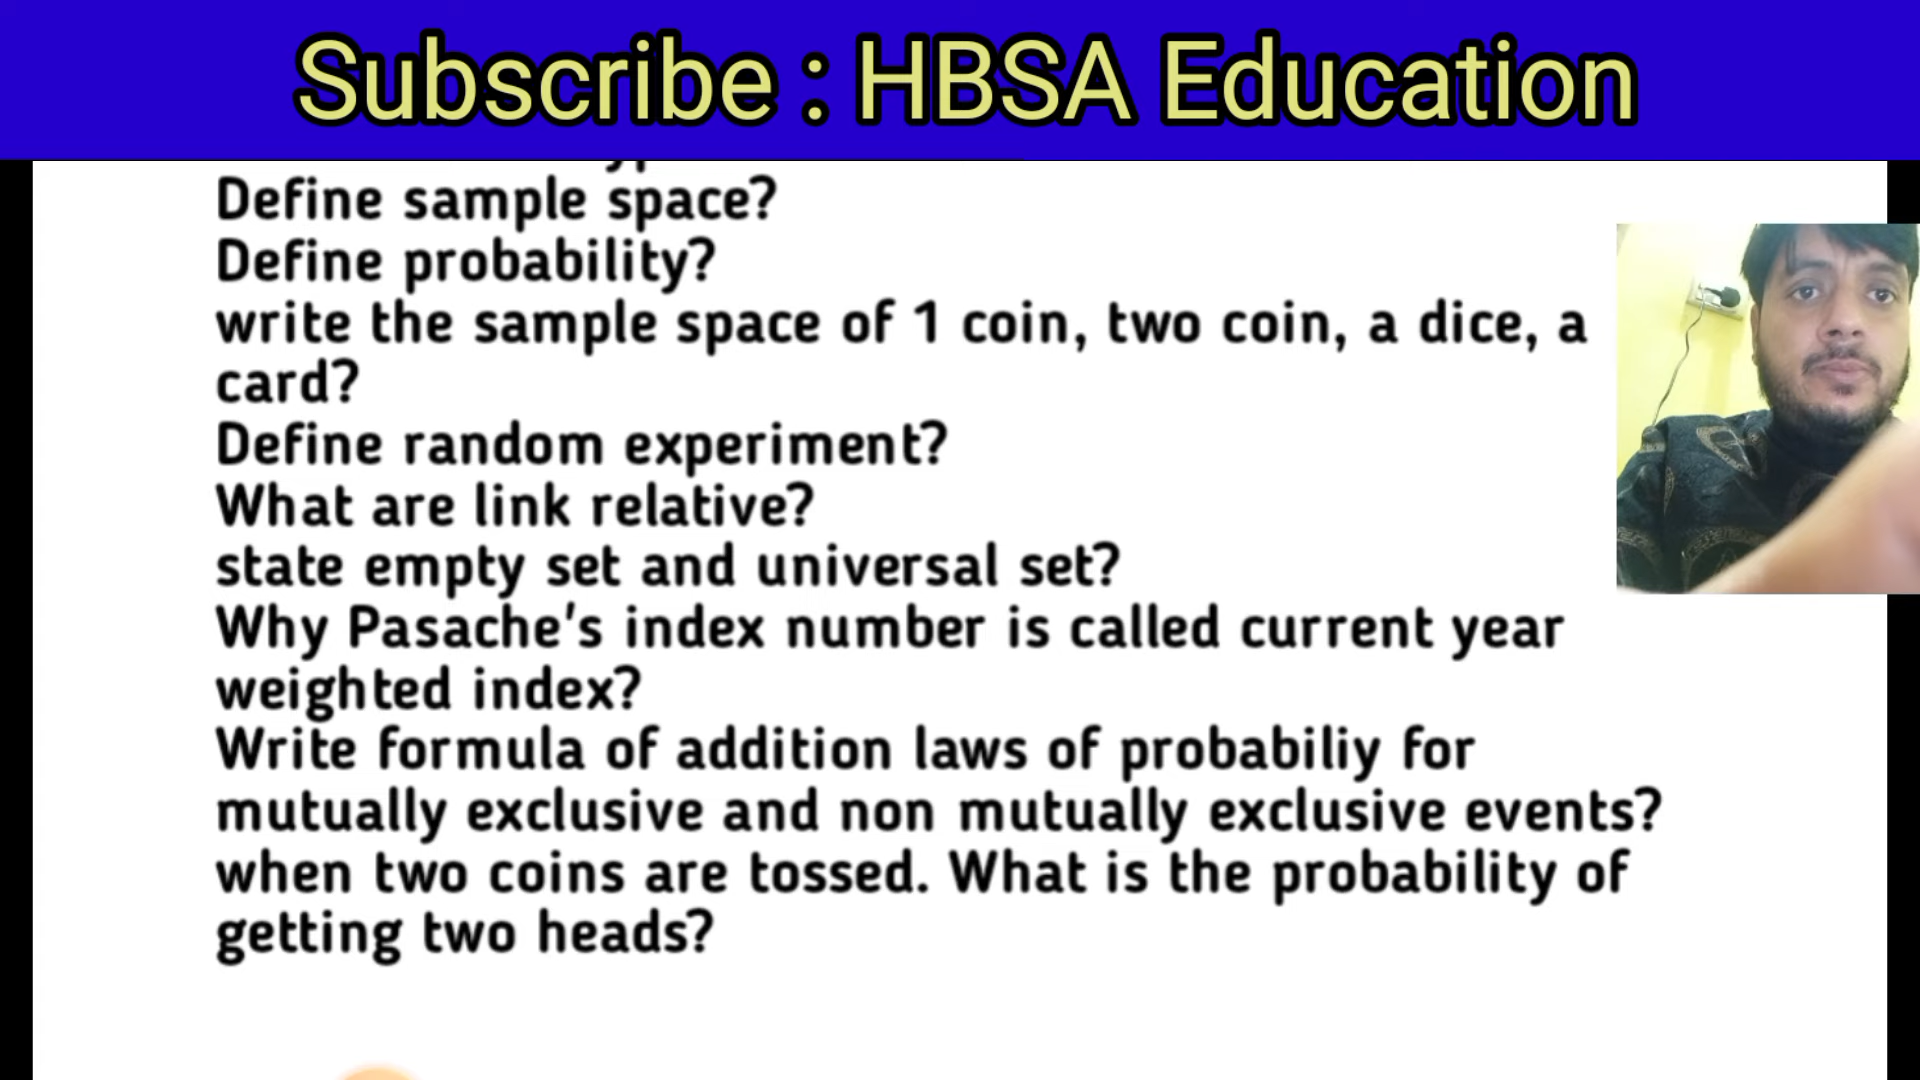 Subscribe : HBSA Education
Define sample space?
Define probability?
write the sample space of 1 coin, two coin, a dice, a
card?
Define random experiment?
What are link relative?
state empty set and universal set?
Why Pasache's index number is called current year
weighted index?
Write formula of addition laws of probabiliy for
mutually exclusive and non mutually exclusive events?
when two coins are tossed. What is the probability of
getting two heads?